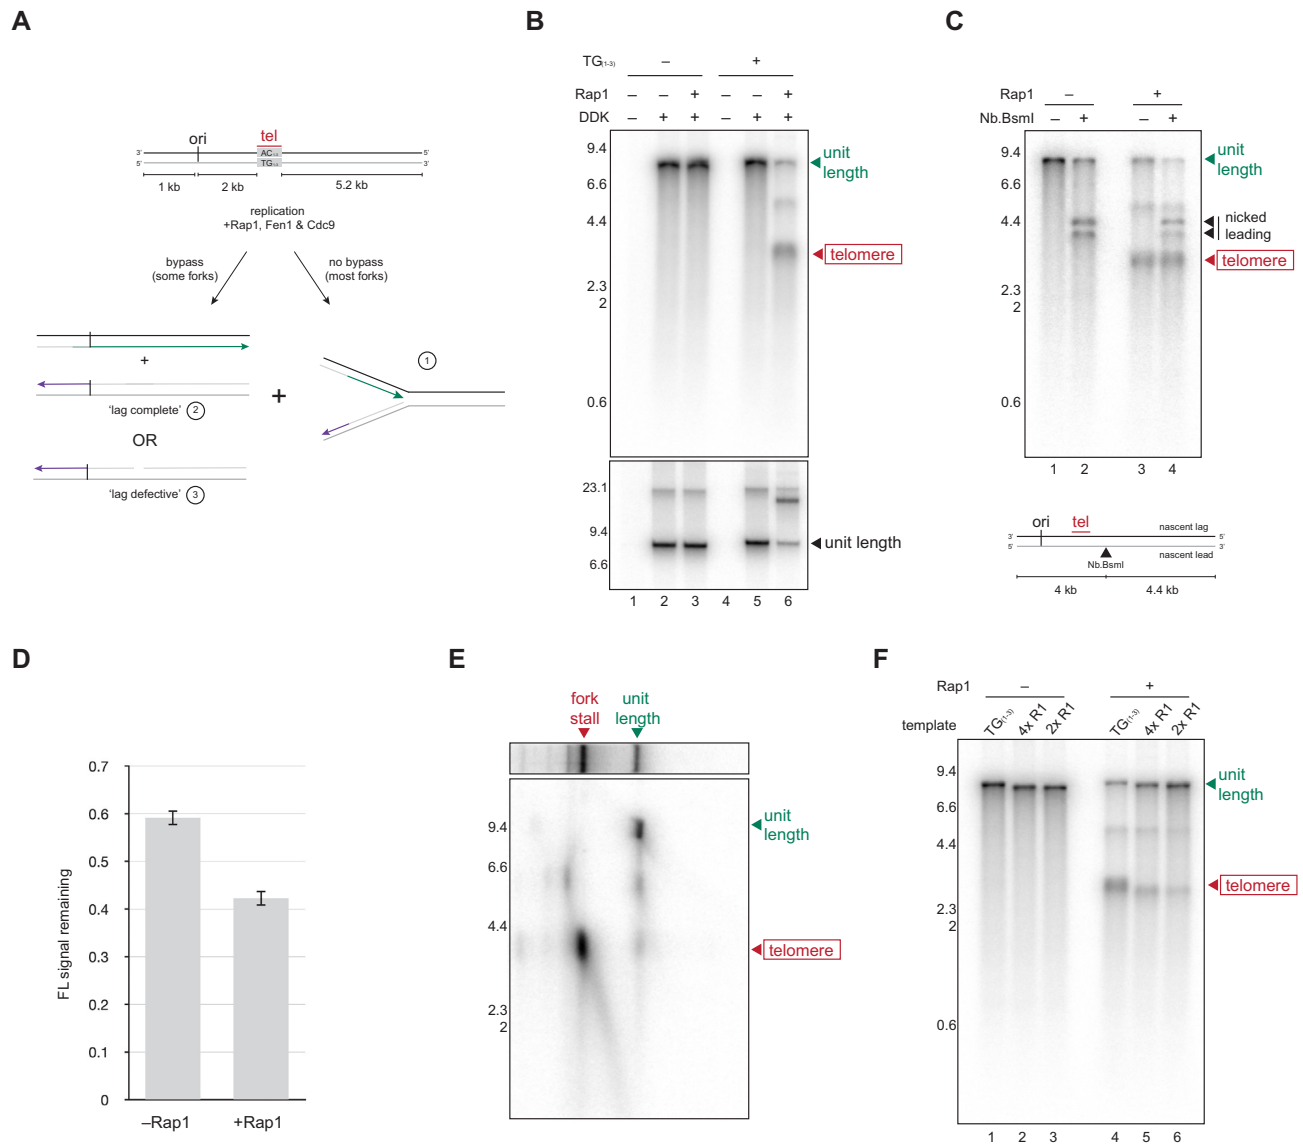 A
ori
tel
3'
5'
AC1-3
TG1-3
5'
3'
1 kb
2 kb
5.2 kb
replication
+Rap1, Fen1 & Cdc9
bypass
(some forks)
no bypass
(most forks)
+
'lag complete' 2
OR
'lag defective' 3
+
1
B
TG(1-3) – +
Rap1 – – + – – +
DDK – + + – + +
9.4
6.6
4.4
2.3
2
0.6
unit
length
telomere
23.1
9.4
6.6
unit length
1 2 3 4 5 6
C
Rap1 – +
Nb.BsmI – + – +
9.4
6.6
4.4
2.3
2
0.6
unit
length
nicked
leading
telomere
1 2 3 4
ori
tel
nascent lag
3' 5'
5' 3'
nascent lead
Nb.BsmI
4 kb
4.4 kb
D
FL signal remaining
0.7
0.6
0.5
0.4
0.3
0.2
0.1
0
–Rap1
+Rap1
E
fork
stall
unit
length
9.4
6.6
4.4
2.3
2
unit
length
telomere
F
Rap1 – +
template TG(1-3) 4x R1 2x R1 TG(1-3) 4x R1 2x R1
9.4
6.6
4.4
2.3
2
0.6
unit
length
telomere
1 2 3 4 5 6